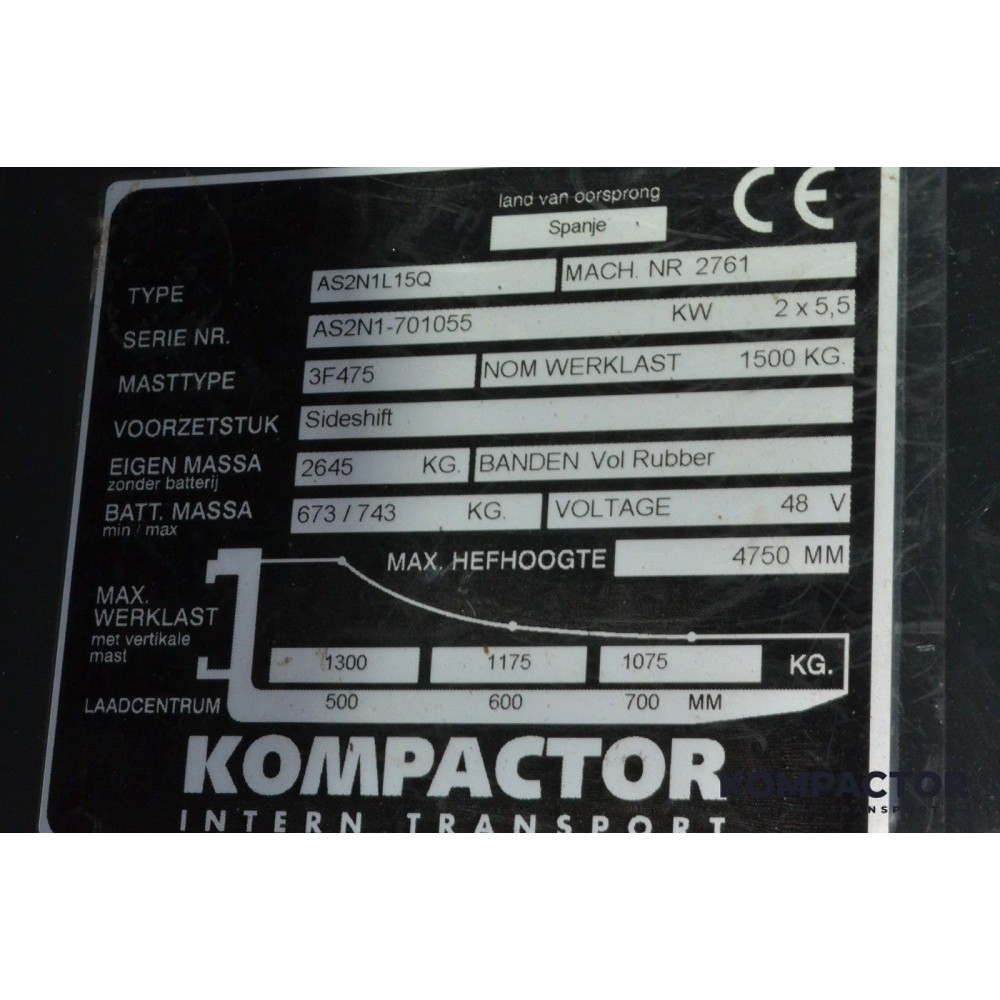 land van oorsprong
Spanje
CE
TYPE AS2N1L15Q MACH. NR 2761
SERIE NR. AS2N1-701055 KW 2 x 5,5
MASTTYPE 3F475 NOM WERKLAST 1500 KG.
VOORZETSTUK Sideshift
EIGEN MASSA 2645 KG. BANDEN Vol Rubber
zonder batterij
BATT. MASSA 673 / 743 KG. VOLTAGE 48 V
min / max
MAX. HEFHOOGTE 4750 MM
MAX.
WERKLAST
met vertikale
mast
1300 1175 1075 KG.
LAADCENTRUM 500 600 700 MM
KOMPACTOR
INTERN TRANSPORT
KOMPACTOR